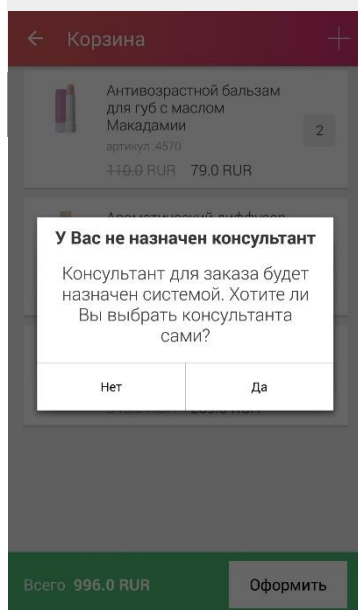 Корзина
Антивозрастной бальзам
для губ с маслом
Макадамии
артикул :4570
110.0 RUR 79.0 RUR
2
Ароматический диффузор
У Вас не назначен консультант
Консультант для заказа будет
назначен системой. Хотите ли
Вы выбрать консультанта
сами?
Нет
Да
Всего 996.0 RUR
Оформить